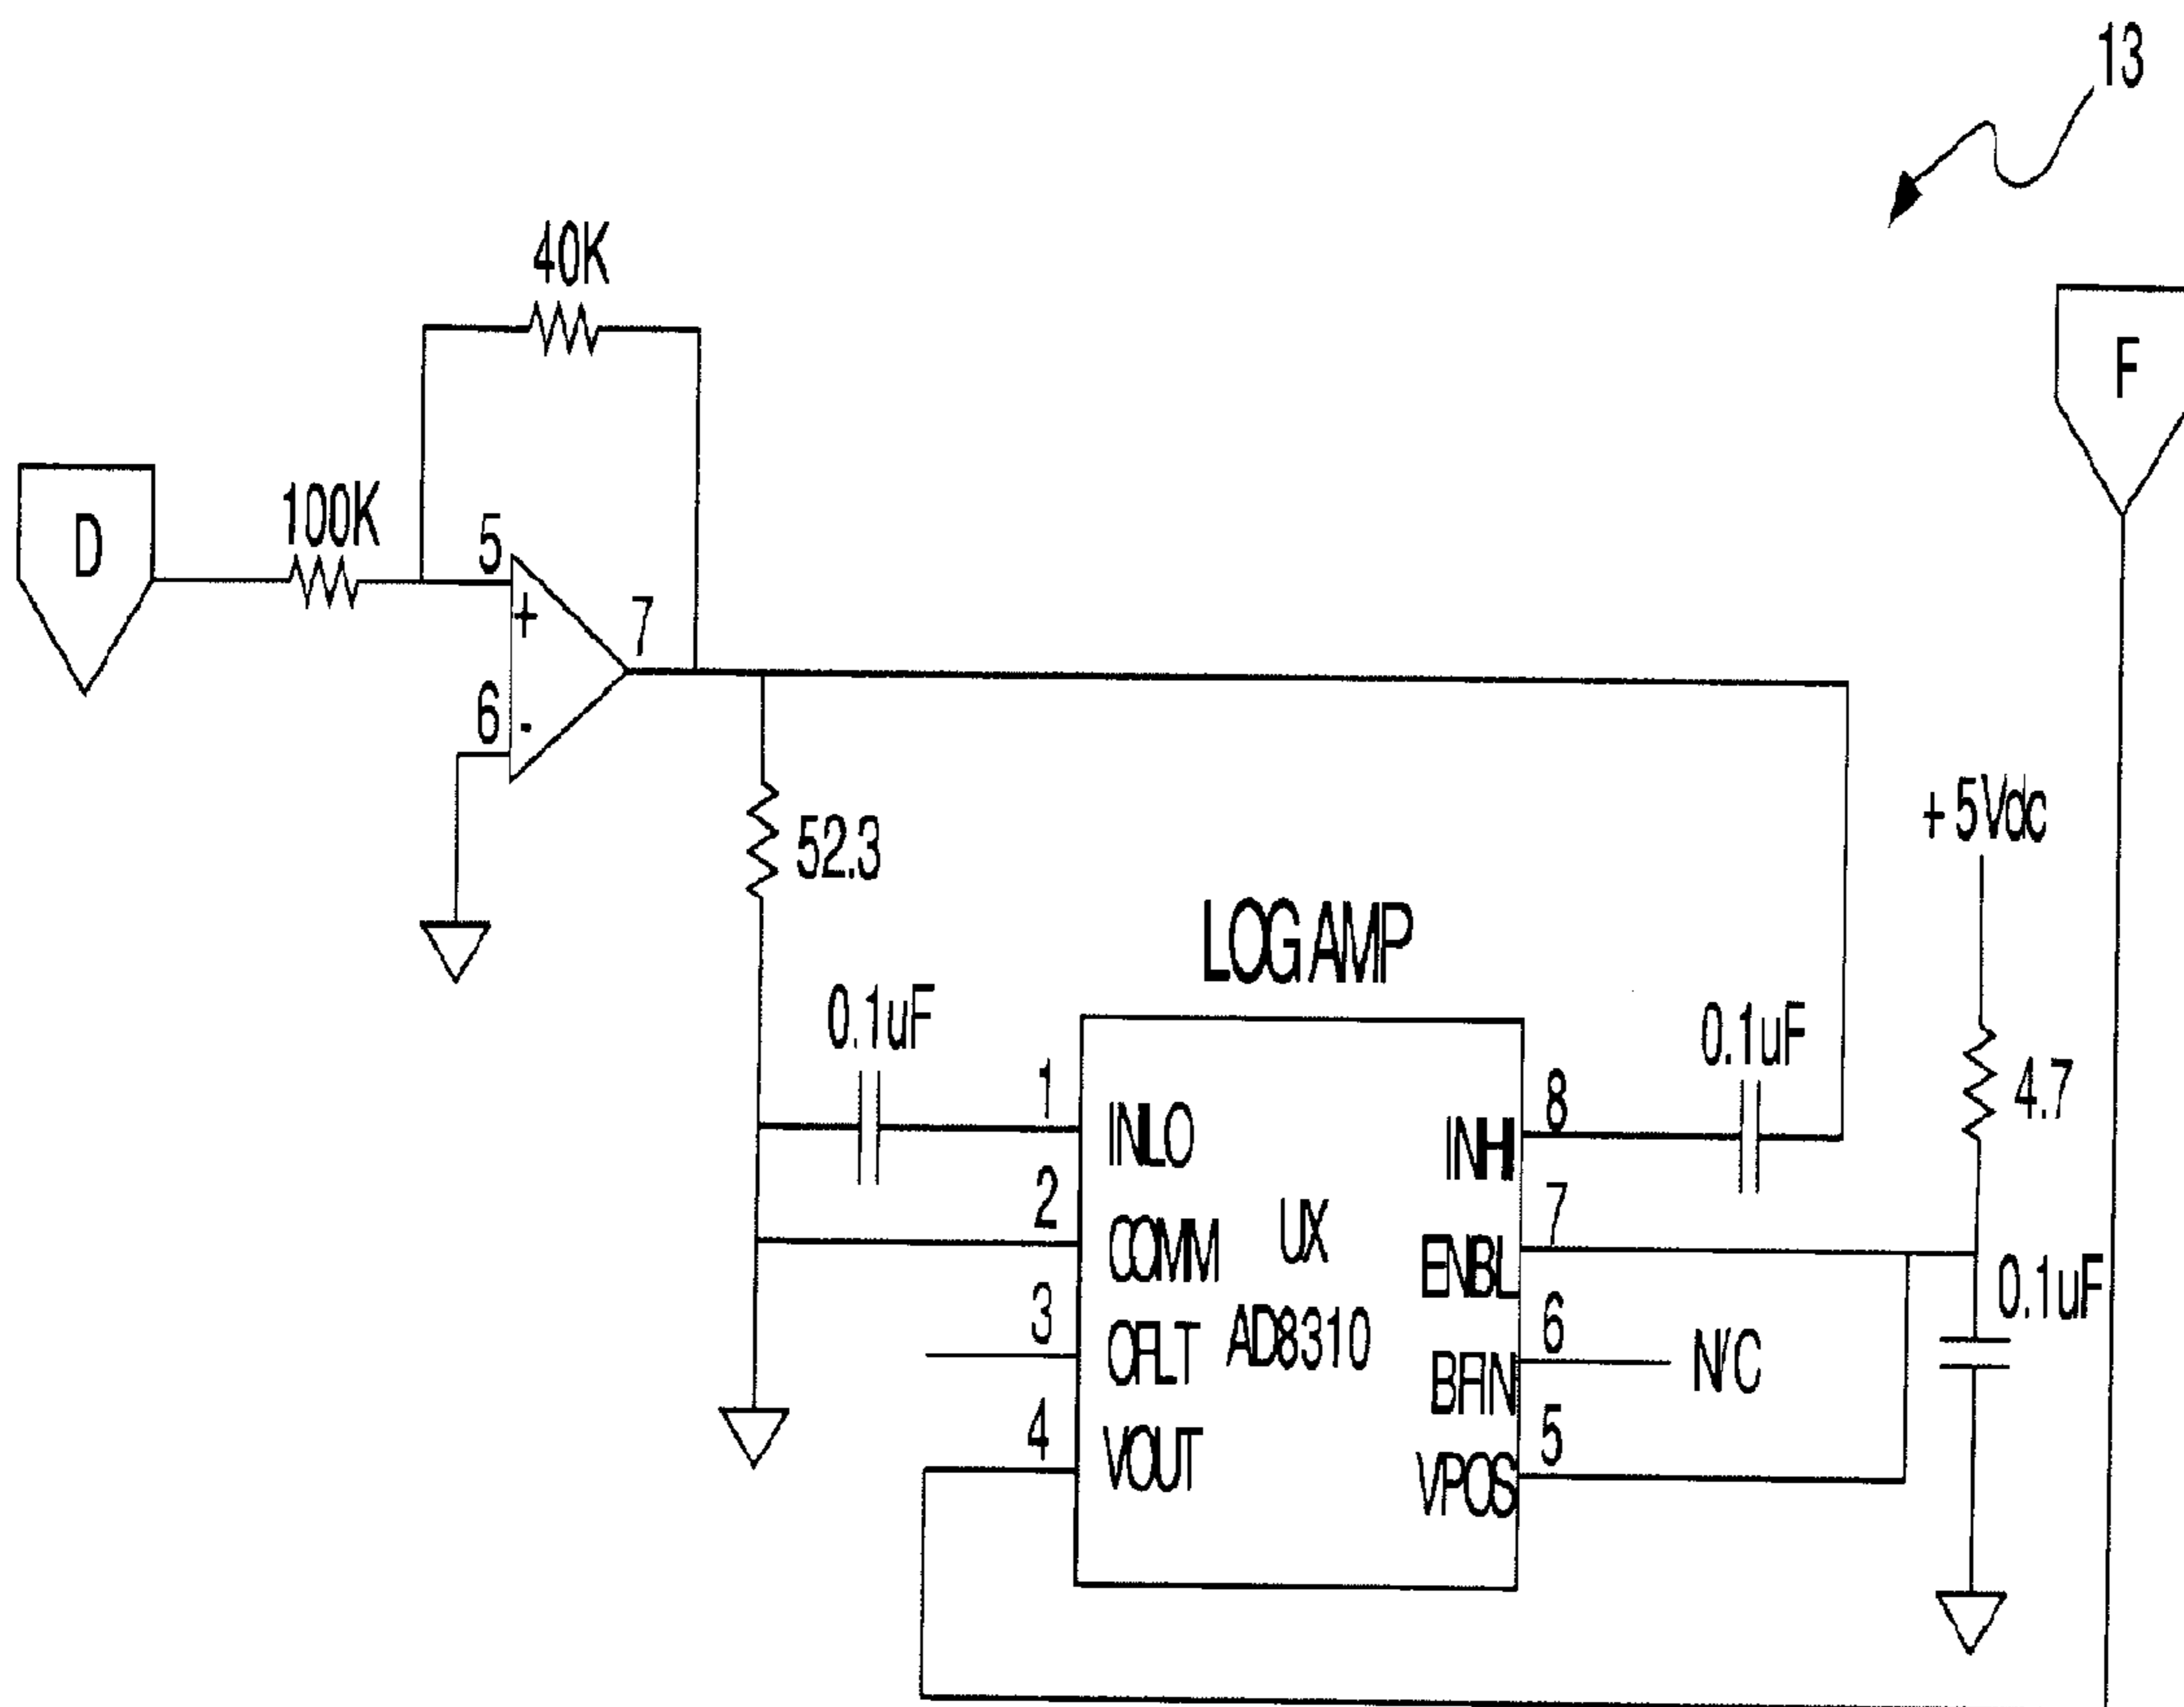 13
40K
F
D
100K
5
+
7
6
-
52.3
+5Vdc
LOG AMP
0.1uF
0.1uF
4.7
1
INLO
8
INHI
2
COMM
UX
7
ENBL
0.1uF
3
OFLT
AD8310
6
BFIN
N/C
4
VOUT
5
VPOS